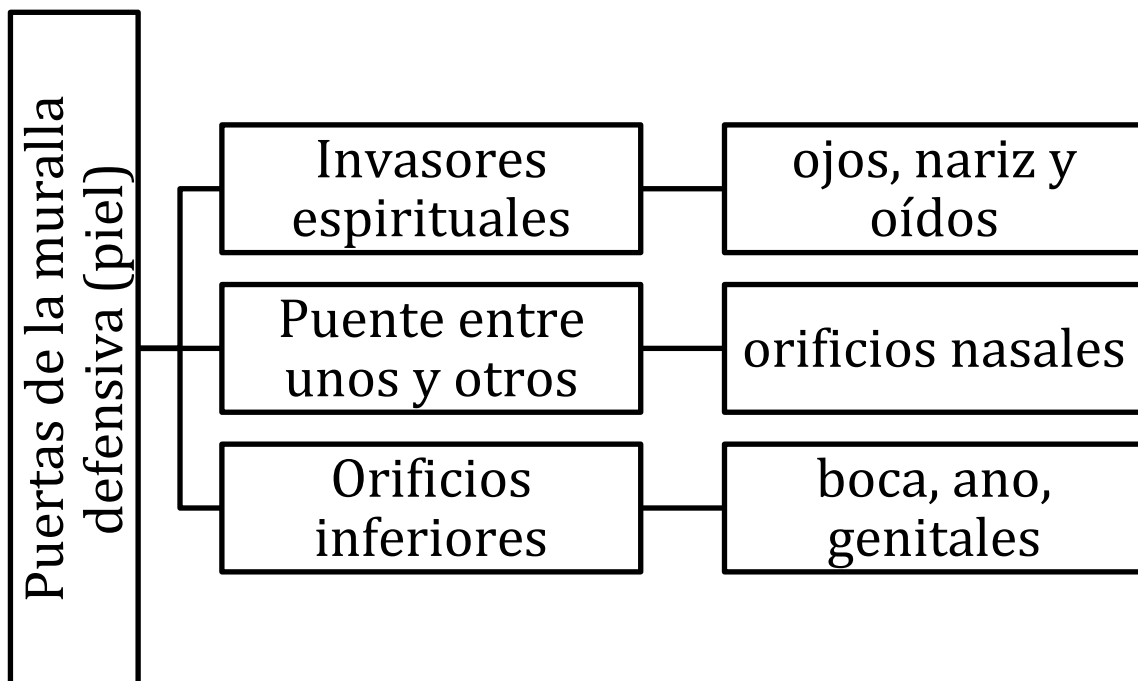 Puertas de la muralla
defensiva (piel)
Invasores
espirituales
ojos, nariz y
oídos
Puente entre
unos y otros
orificios nasales
Orificios
inferiores
boca, ano,
genitales